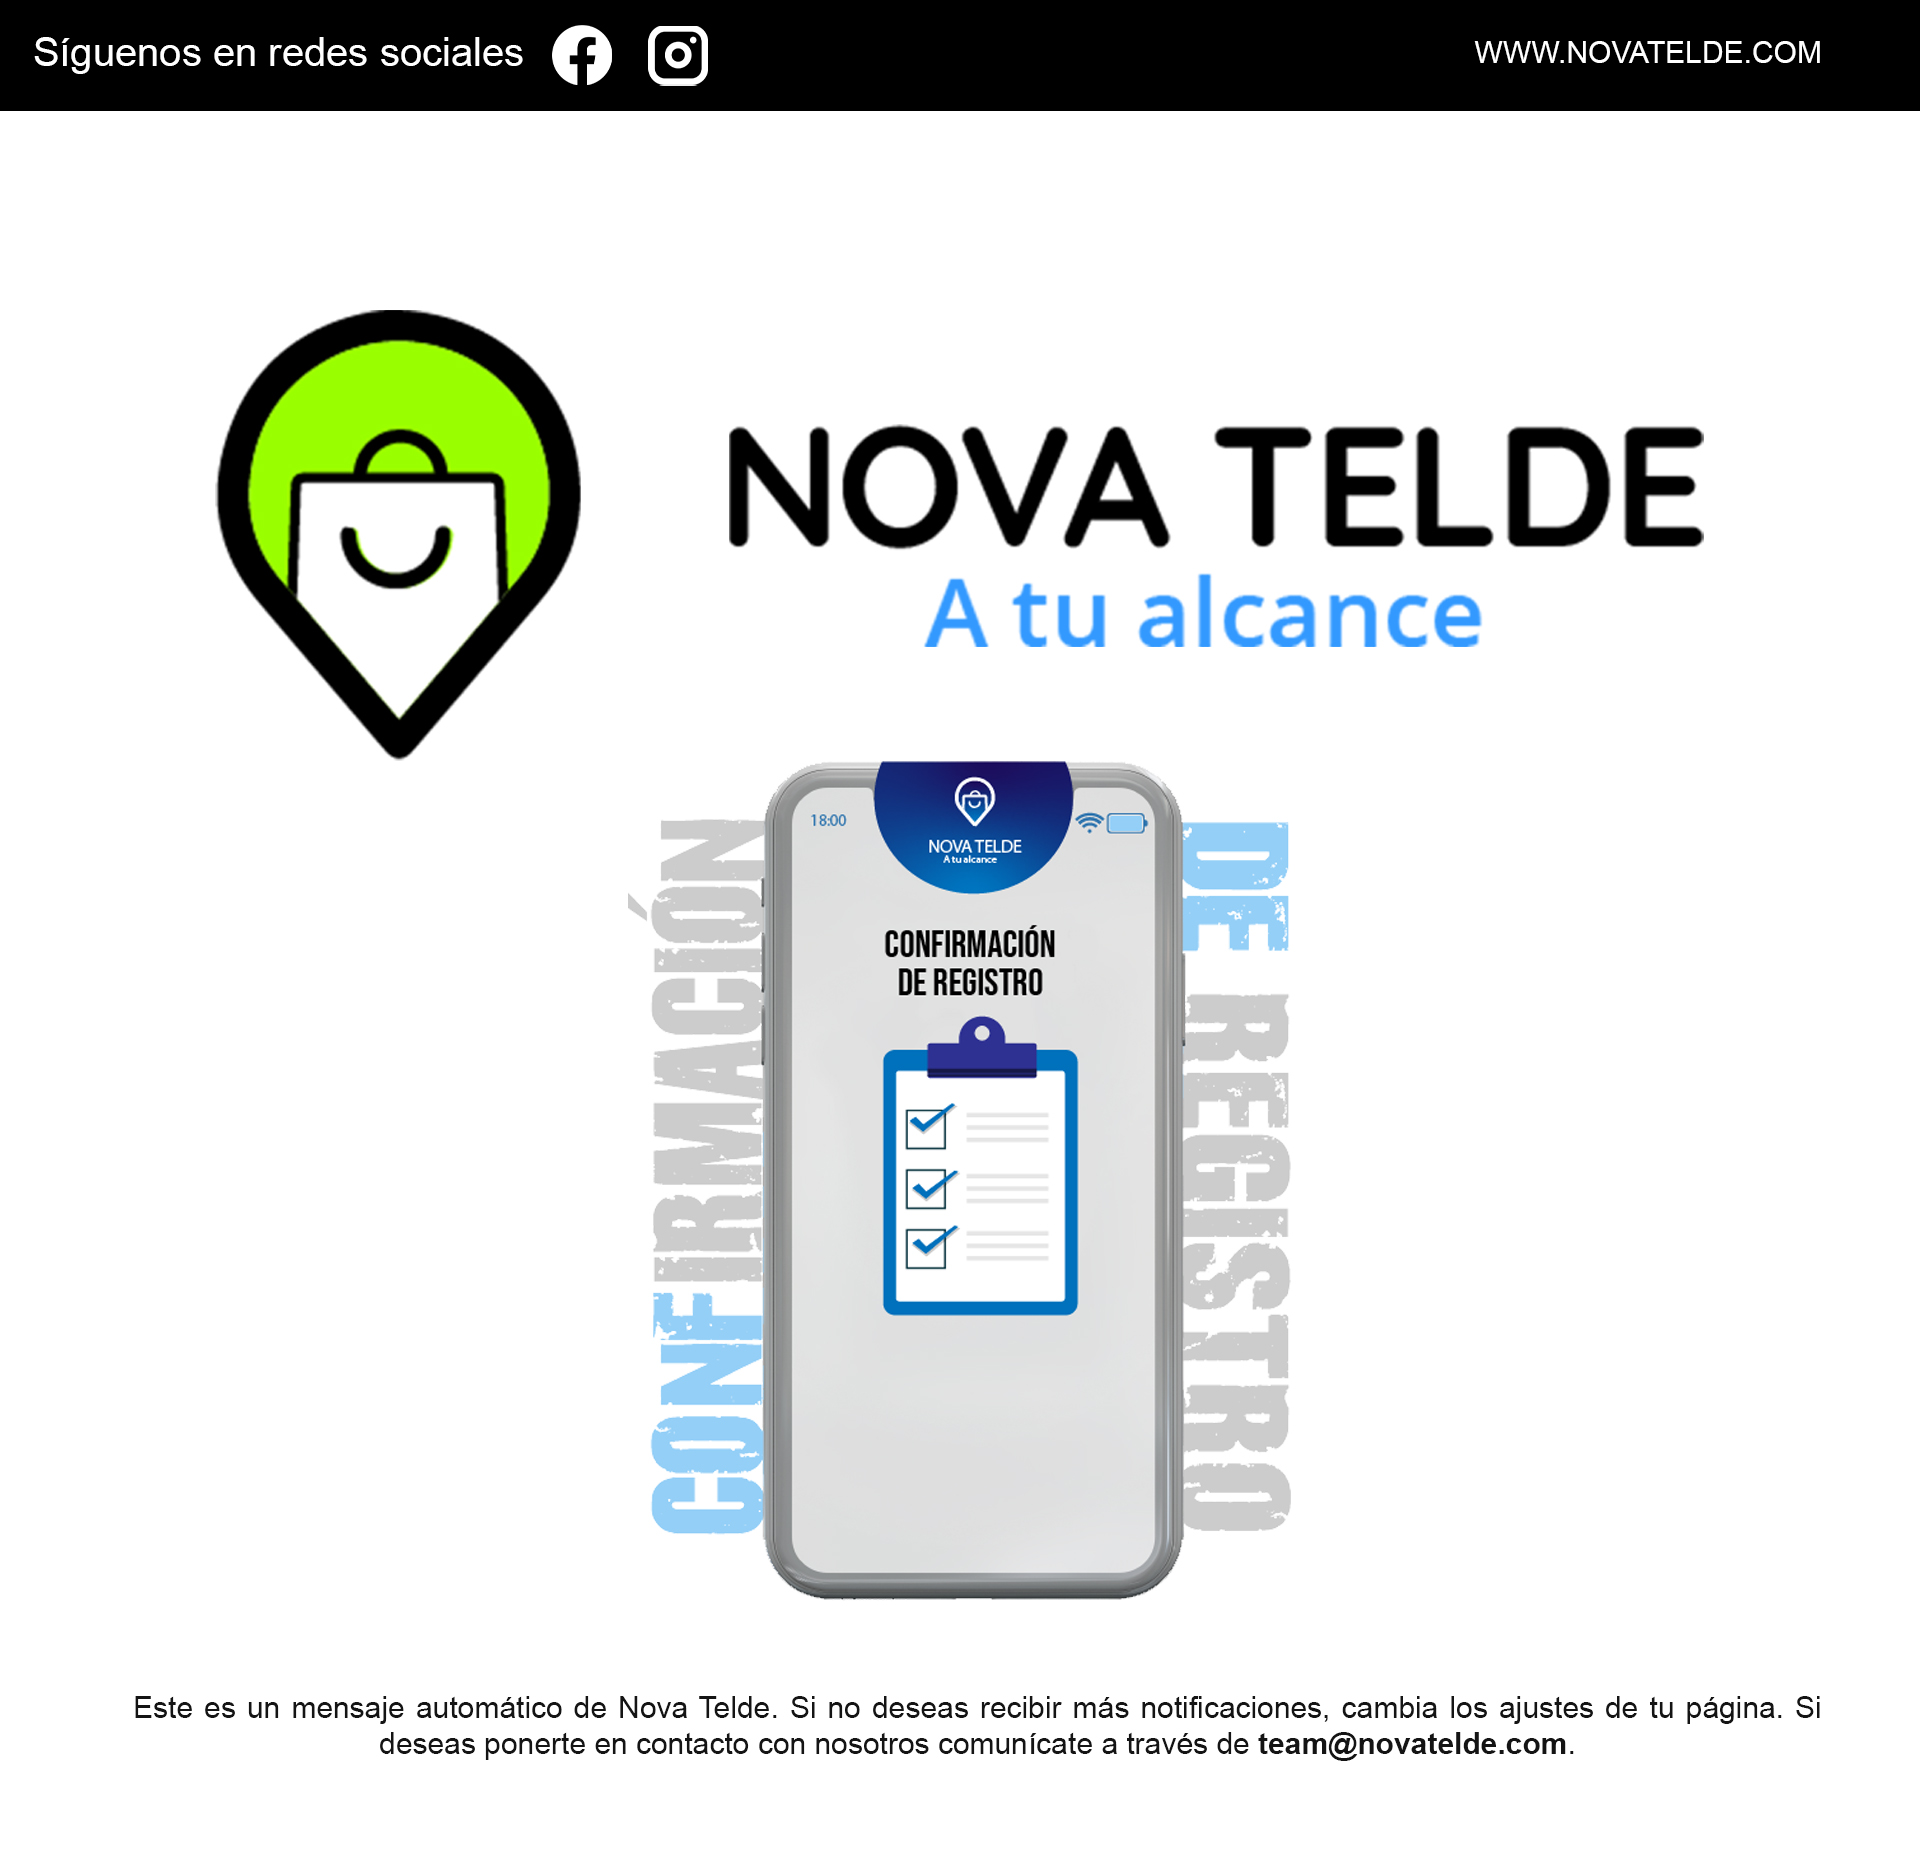 Síguenos en redes sociales
WWW.NOVATELDE.COM
NOVA TELDE
A tu alcance
18:00
NOVA TELDE
A tu alcance
CONFIRMACIÓN
DE REGISTRO
CONFIRMACIÓN
DE REGISTRO
Este es un mensaje automático de Nova Telde. Si no deseas recibir más notificaciones, cambia los ajustes de tu página. Si
deseas ponerte en contacto con nosotros comunícate a través de team@novatelde.com.